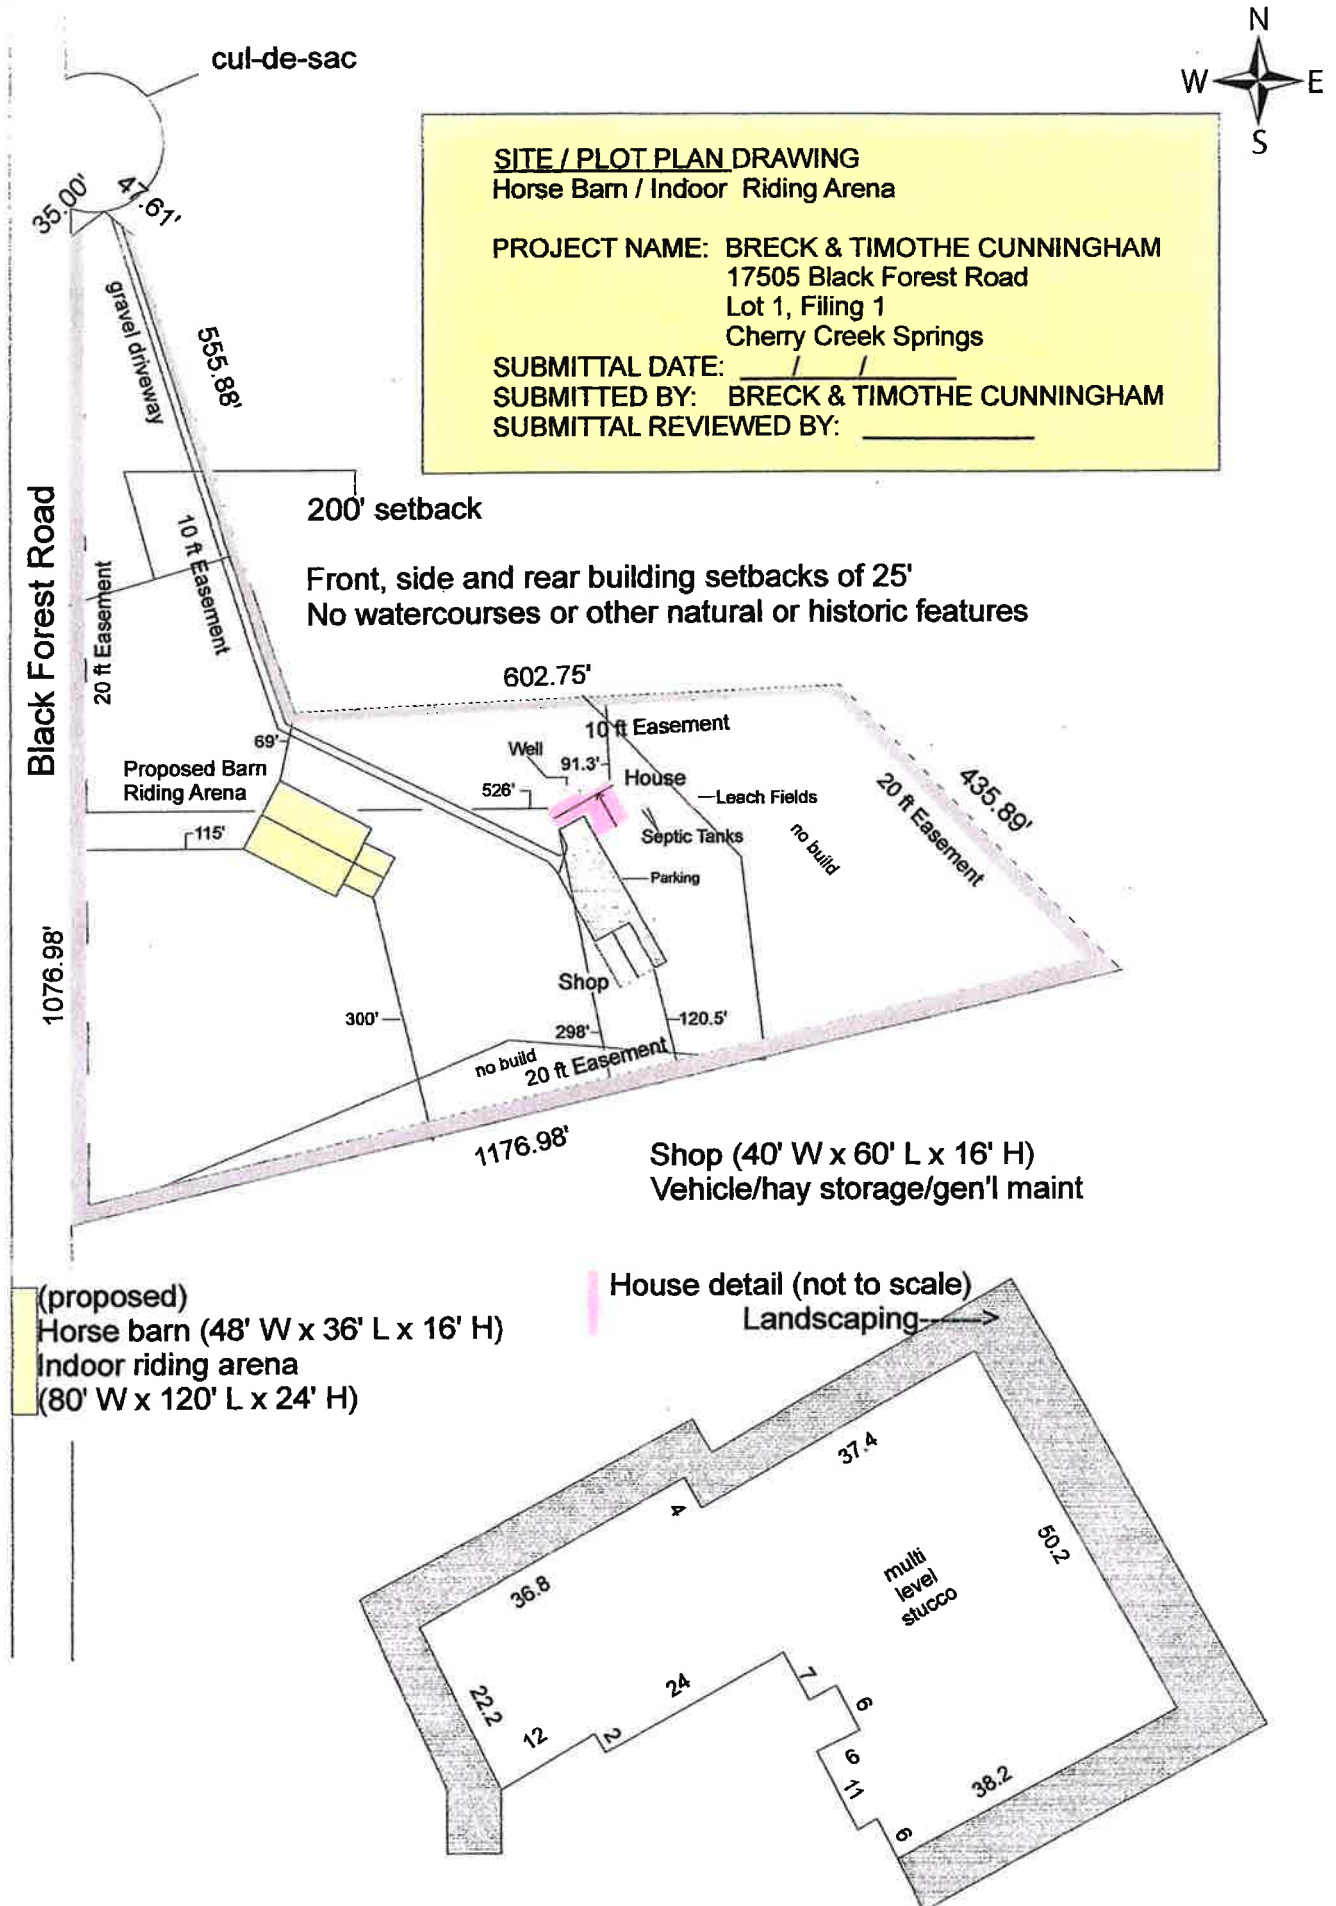 N
W E
S
cul-de-sac
35.00'
47.61'
SITE / PLOT PLAN DRAWING
Horse Barn / Indoor Riding Arena
PROJECT NAME: BRECK & TIMOTHE CUNNINGHAM
17505 Black Forest Road
Lot 1, Filing 1
Cherry Creek Springs
SUBMITTAL DATE: ____/____/____
SUBMITTED BY: BRECK & TIMOTHE CUNNINGHAM
SUBMITTAL REVIEWED BY: ____________
gravel driveway
555.88'
200' setback
10 ft Easement
20 ft Easement
Black Forest Road
Front, side and rear building setbacks of 25'
No watercourses or other natural or historic features
602.75'
10 ft Easement
69'
Well
91.3'
House
Proposed Barn
Riding Arena
526'
Leach Fields
435.89'
20 ft Easement
115'
Septic Tanks
no build
Parking
1076.98'
Shop
300'
298'
120.5'
no build
20 ft Easement
1176.98'
Shop (40' W x 60' L x 16' H)
Vehicle/hay storage/gen'l maint
(proposed)
Horse barn (48' W x 36' L x 16' H)
Indoor riding arena
(80' W x 120' L x 24' H)
House detail (not to scale)
Landscaping---->
37.4
4
36.8
50.2
multi
level
stucco
22.2
12
2
24
7
6
6
11
6
38.2